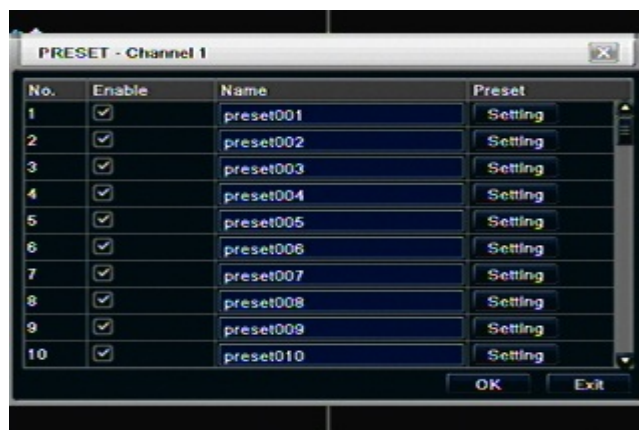 PRESET - Channel 1
No. Enable Name Preset
1 preset001 Setting
2 preset002 Setting
3 preset003 Setting
4 preset004 Setting
5 preset005 Setting
6 preset006 Setting
7 preset007 Setting
8 preset008 Setting
9 preset009 Setting
10 preset010 Setting
OK Exit